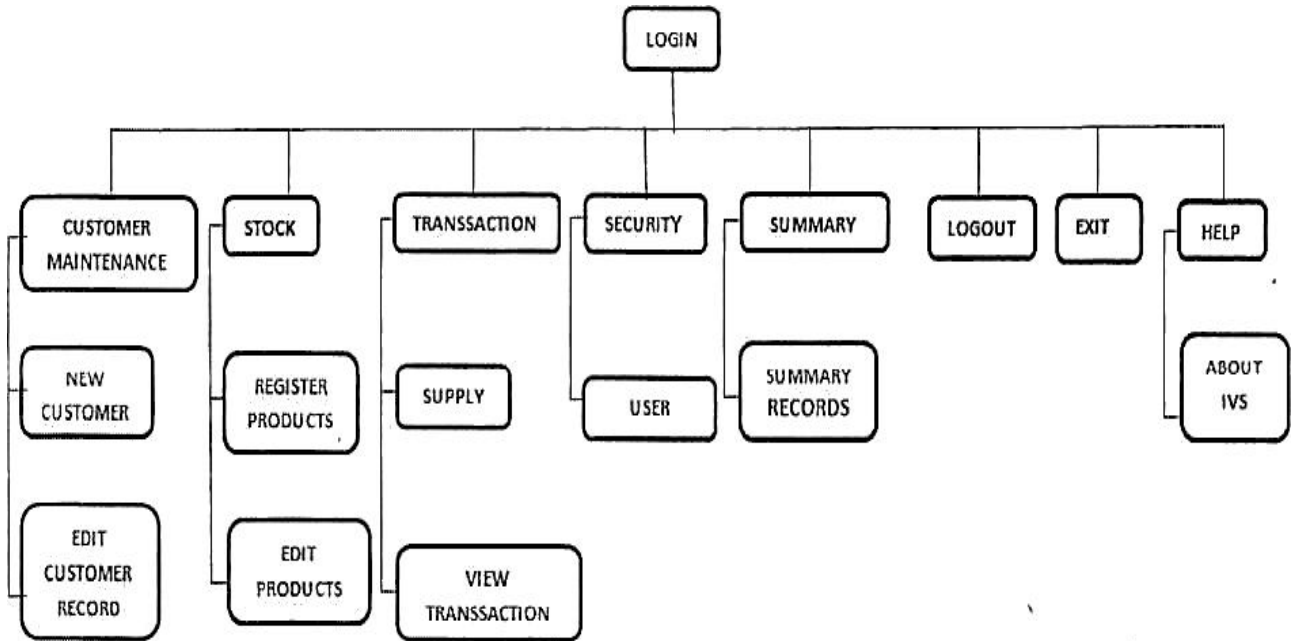 LOGIN
CUSTOMER
MAINTENANCE
STOCK
TRANSSACTION
SECURITY
SUMMARY
LOGOUT
EXIT
HELP
NEW
CUSTOMER
REGISTER
PRODUCTS
SUPPLY
USER
SUMMARY
RECORDS
ABOUT
IVS
EDIT
CUSTOMER
RECORD
EDIT
PRODUCTS
VIEW
TRANSSACTION